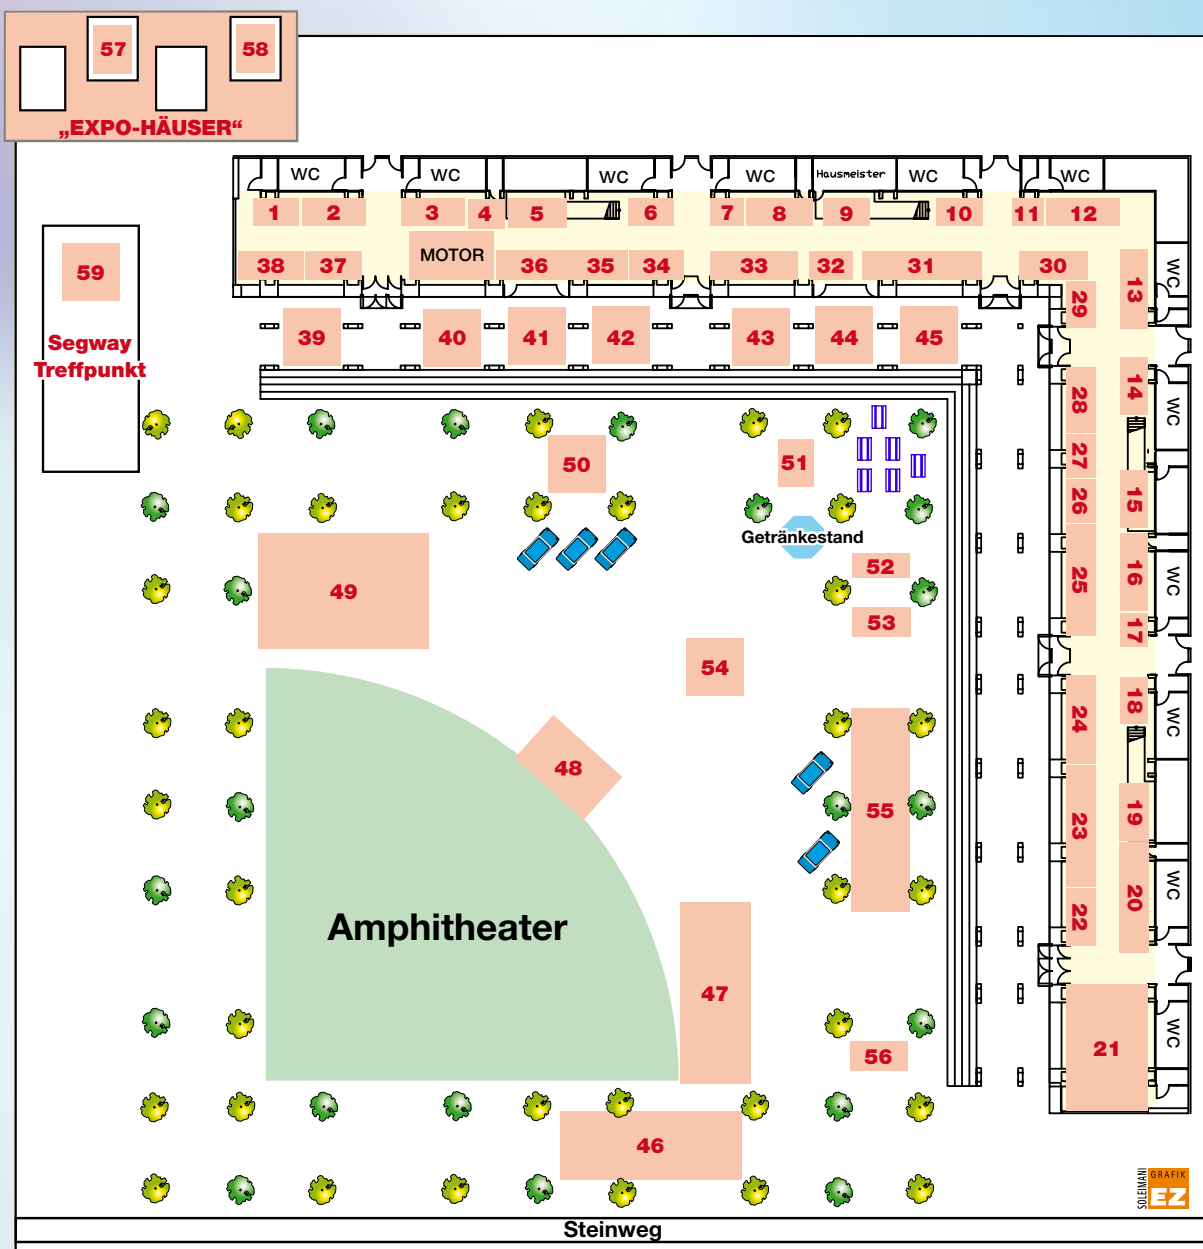 57
58
„EXPO-HÄUSER“
WC WC WC WC Hausmeister WC WC
1 2 3 4 5 6 7 8 9 10 11 12
38 37 MOTOR 36 35 34 33 32 31 30
13 WC
29
59
Segway
Treffpunkt
39 40 41 42 43 44 45
14 WC
28
27
50 51
26 15
Getränkestand
52
25 16 WC
49
53
17
54
24 18 WC
48
55
23 19
22 20 WC
Amphitheater
47
56
21 WC
46
SOLEIMANI
GRAFIK
EZ
Steinweg